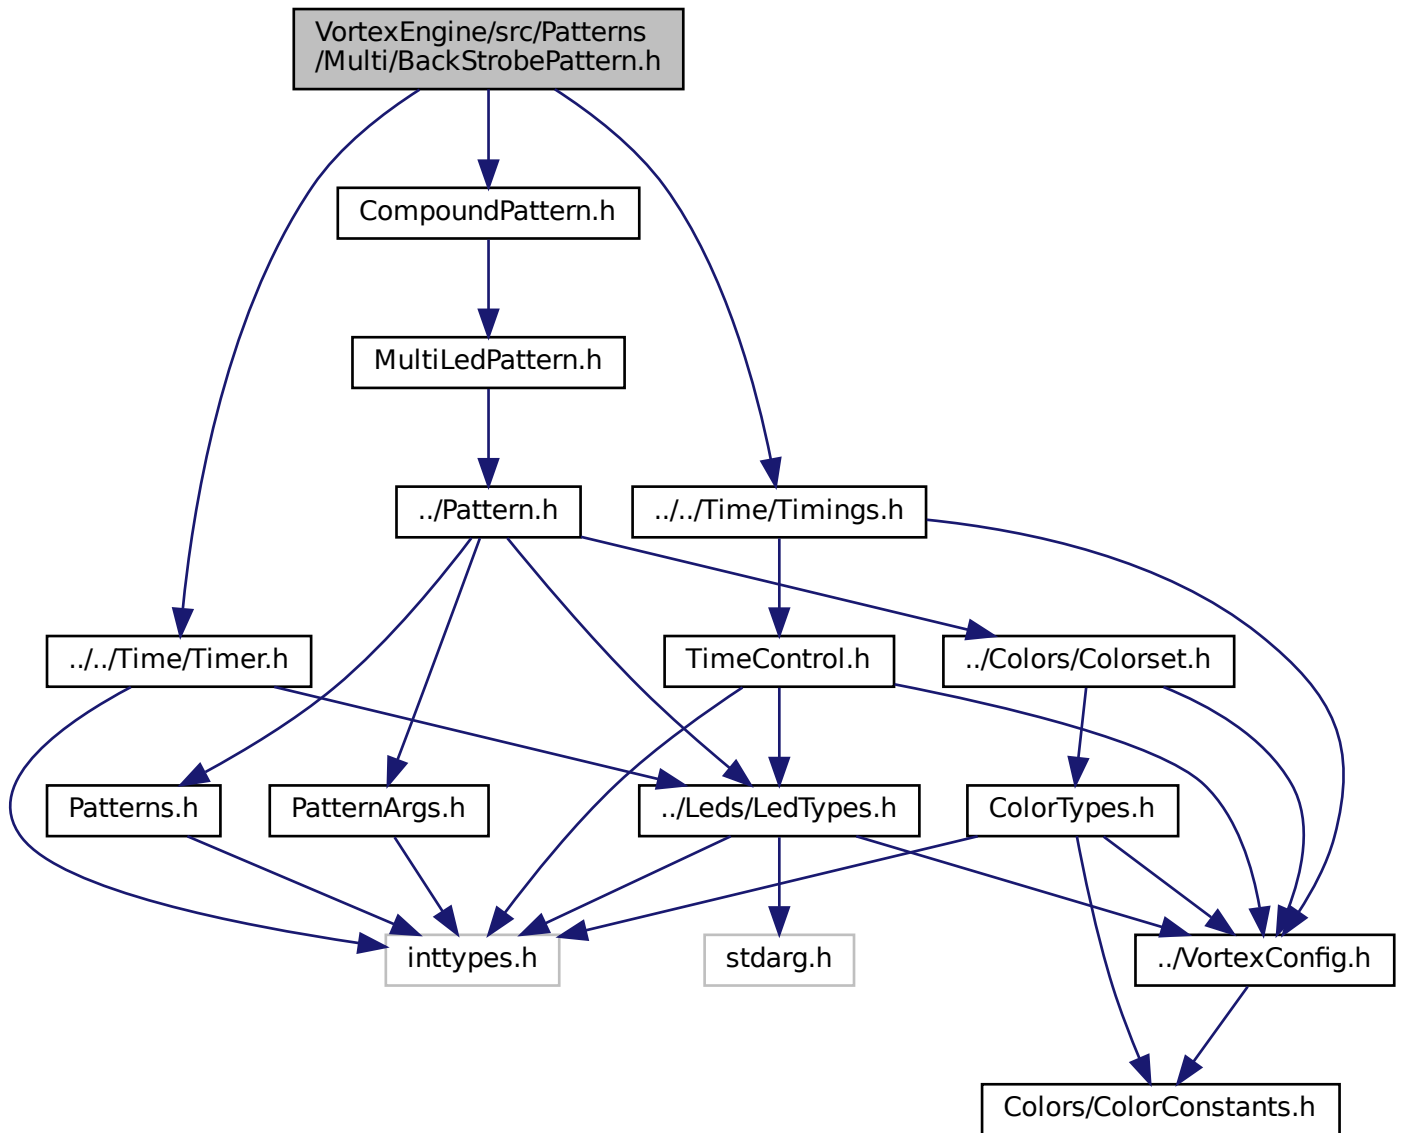 VortexEngine/src/Patterns
/Multi/BackStrobePattern.h
CompoundPattern.h
MultiLedPattern.h
../Pattern.h
../../Time/Timings.h
../../Time/Timer.h
TimeControl.h
../Colors/Colorset.h
Patterns.h
PatternArgs.h
../Leds/LedTypes.h
ColorTypes.h
inttypes.h
stdarg.h
../VortexConfig.h
Colors/ColorConstants.h